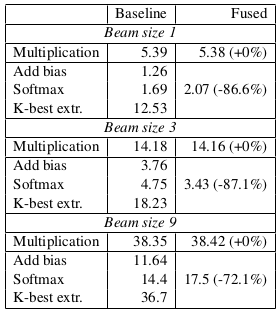 Baseline Fused
Beam size 1
Multiplication 5.39 5.38 (+0%)
Add bias 1.26
Softmax 1.69 2.07 (-86.6%)
K-best extr. 12.53
Beam size 3
Multiplication 14.18 14.16 (+0%)
Add bias 3.76
Softmax 4.75 3.43 (-87.1%)
K-best extr. 18.23
Beam size 9
Multiplication 38.35 38.42 (+0%)
Add bias 11.64
Softmax 14.4 17.5 (-72.1%)
K-best extr. 36.7